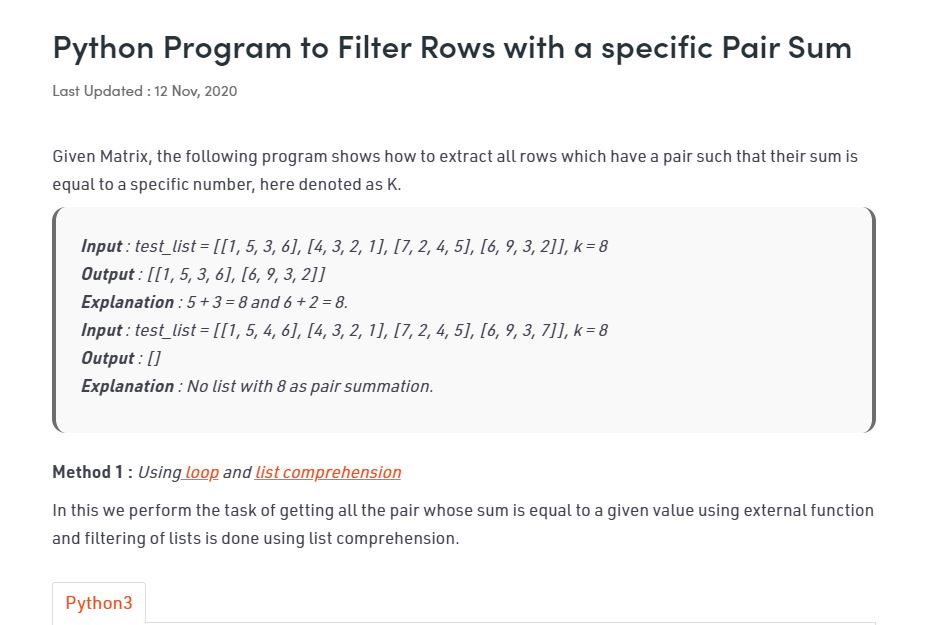 Python Program to Filter Rows with a specific Pair Sum
Last Updated : 12 Nov, 2020
Given Matrix, the following program shows how to extract all rows which have a pair such that their sum is
equal to a specific number, here denoted as K.
Input : test_list = [[1, 5, 3, 6], [4, 3, 2, 1], [7, 2, 4, 5], [6, 9, 3, 2]], k = 8
Output : [[1, 5, 3, 6], [6, 9, 3, 2]]
Explanation : 5 + 3 = 8 and 6 + 2 = 8.
Input : test_list = [[1, 5, 4, 6], [4, 3, 2, 1], [7, 2, 4, 5], [6, 9, 3, 7]], k = 8
Output : []
Explanation : No list with 8 as pair summation.
Method 1 : Using loop and list comprehension
In this we perform the task of getting all the pair whose sum is equal to a given value using external function
and filtering of lists is done using list comprehension.
Python3